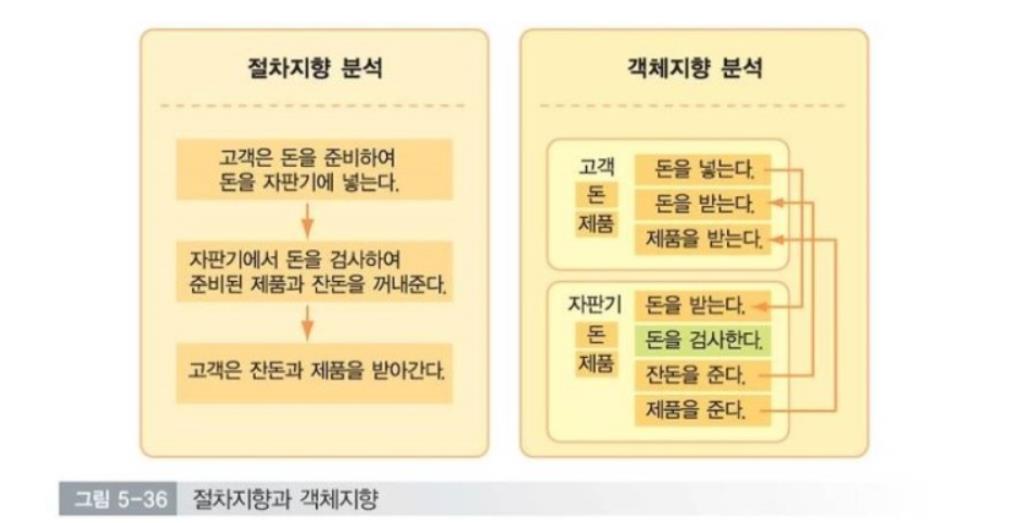 절차지향 분석
고객은 돈을 준비하여
돈을 자판기에 넣는다.
자판기에서 돈을 검사하여
준비된 제품과 잔돈을 꺼내준다.
고객은 잔돈과 제품을 받아간다.
객체지향 분석
고객
돈
제품
돈을 넣는다.
돈을 받는다.
제품을 받는다.
자판기
돈
제품
돈을 받는다.
돈을 검사한다.
잔돈을 준다.
제품을 준다.
그림 5-36 절차지향과 객체지향